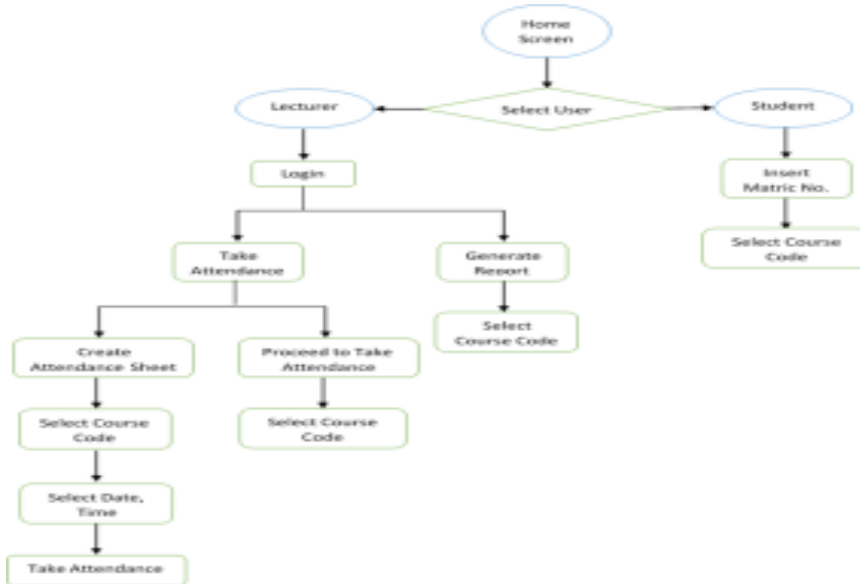 Home
Screen
Lecturer
Select User
Student
Login
Insert
Matric No.
Take
Attendance
Generate
Report
Select Course
Code
Create
Attendance Sheet
Proceed to Take
Attendance
Select
Course Code
Select Course
Code
Select Course
Code
Select Date,
Time
Take Attendance